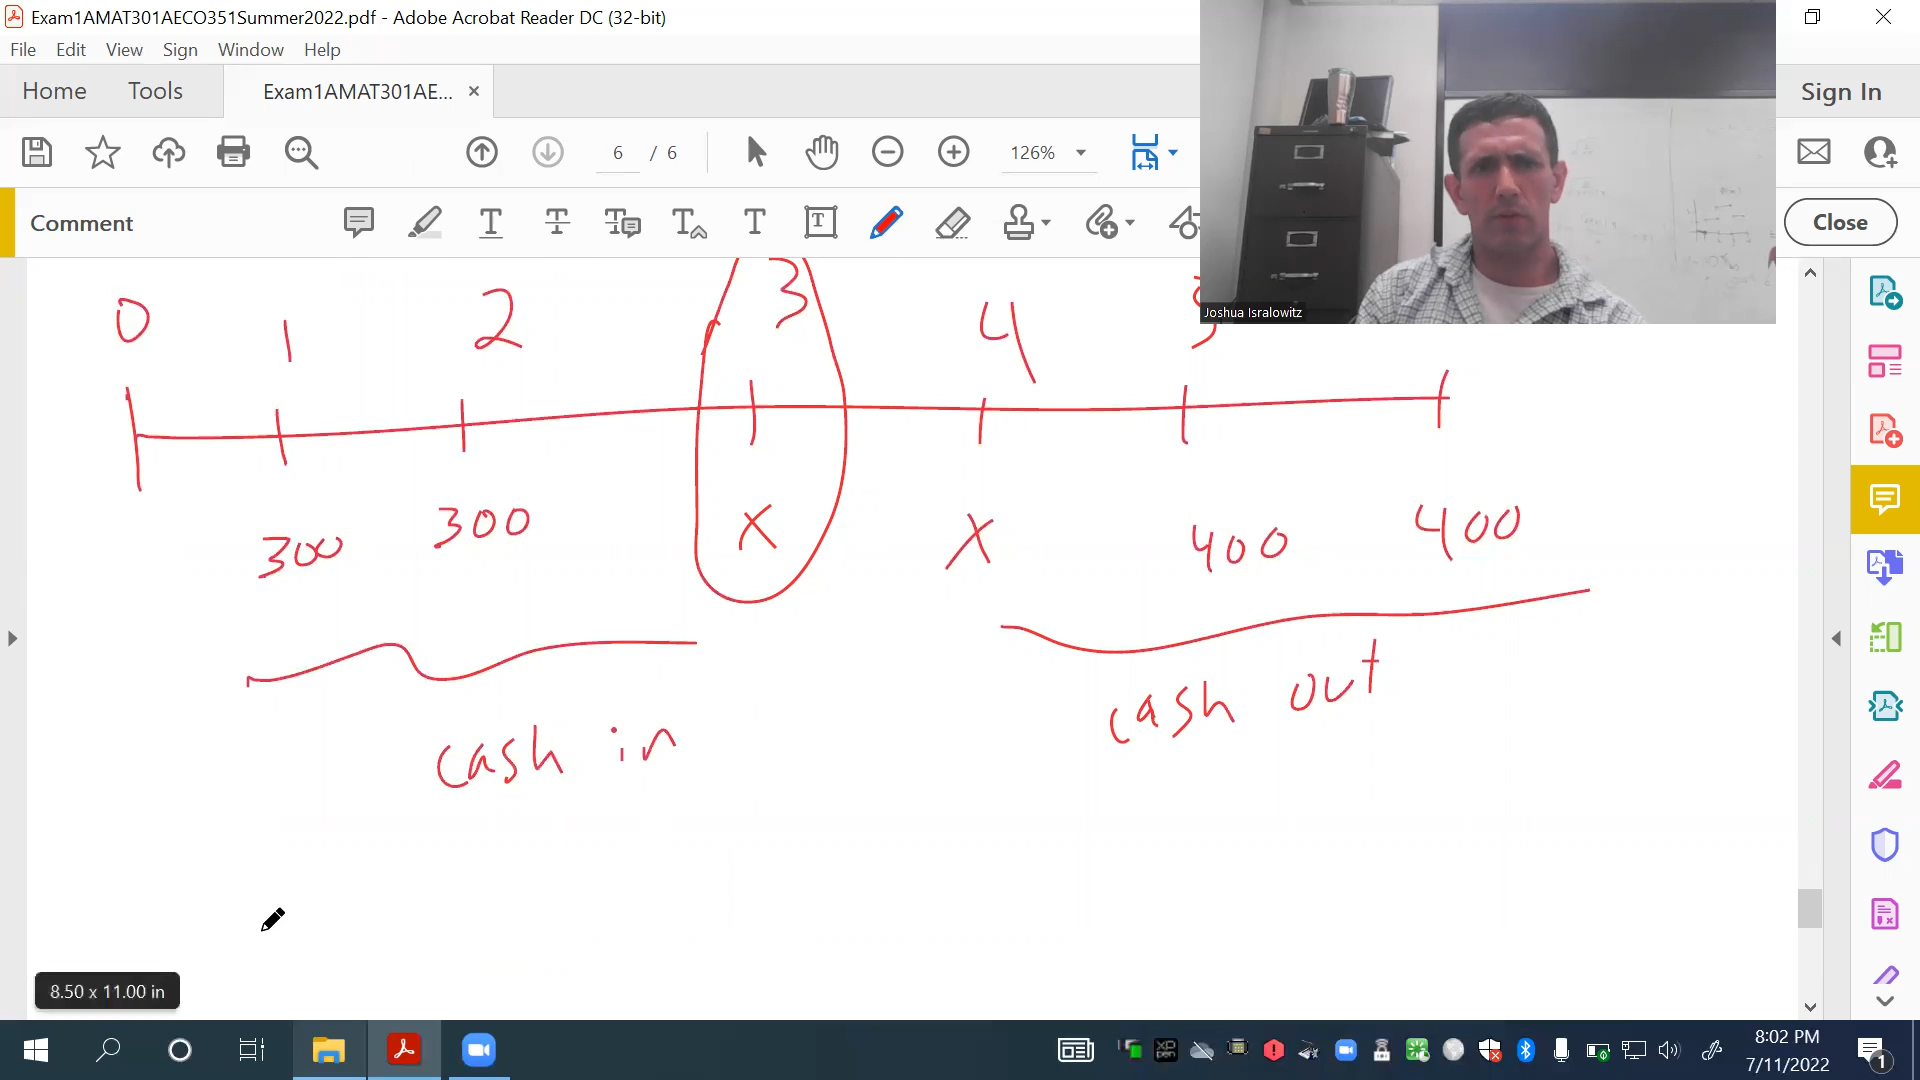 Exam1AMAT301AECO351Summer2022.pdf - Adobe Acrobat Reader DC (32-bit)
File Edit View Sign Window Help
Home Tools Exam1AMAT301AE... × Sign In
6 / 6 126%
Comment Close
Joshua Isralowitz
0 1 2 3 4
300 300 X X 400 400
cash in cash out
8.50 x 11.00 in
8:02 PM
7/11/2022
1